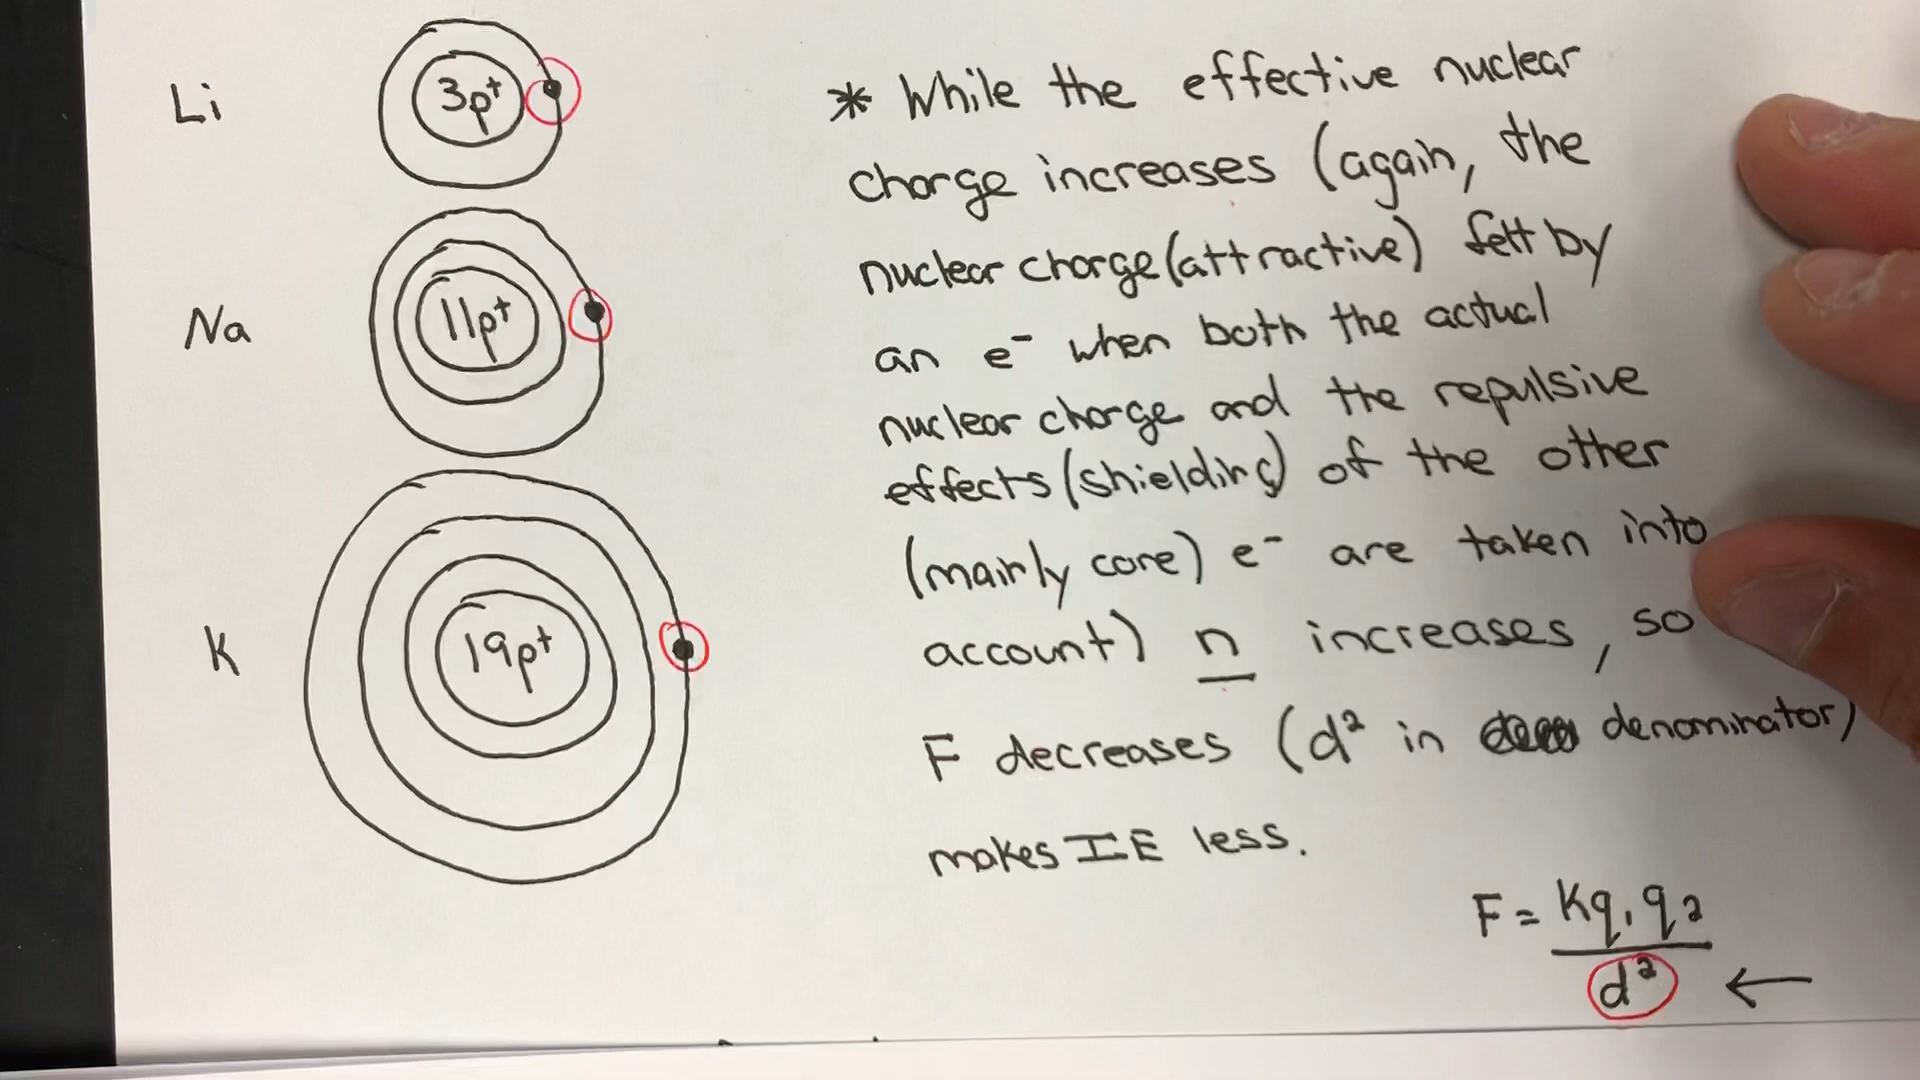 Li
3p⁺
Na
11p⁺
K
19p⁺
* While the effective nuclear
charge increases (again, the
nuclear charge (attractive) felt by
an e⁻ when both the actual
nuclear charge and the repulsive
effects (shielding) of the other
(mainly core) e⁻ are taken into
account) n increases, so
F decreases (d² in denominator)
makes IE less.
F = Kq₁q₂
d²